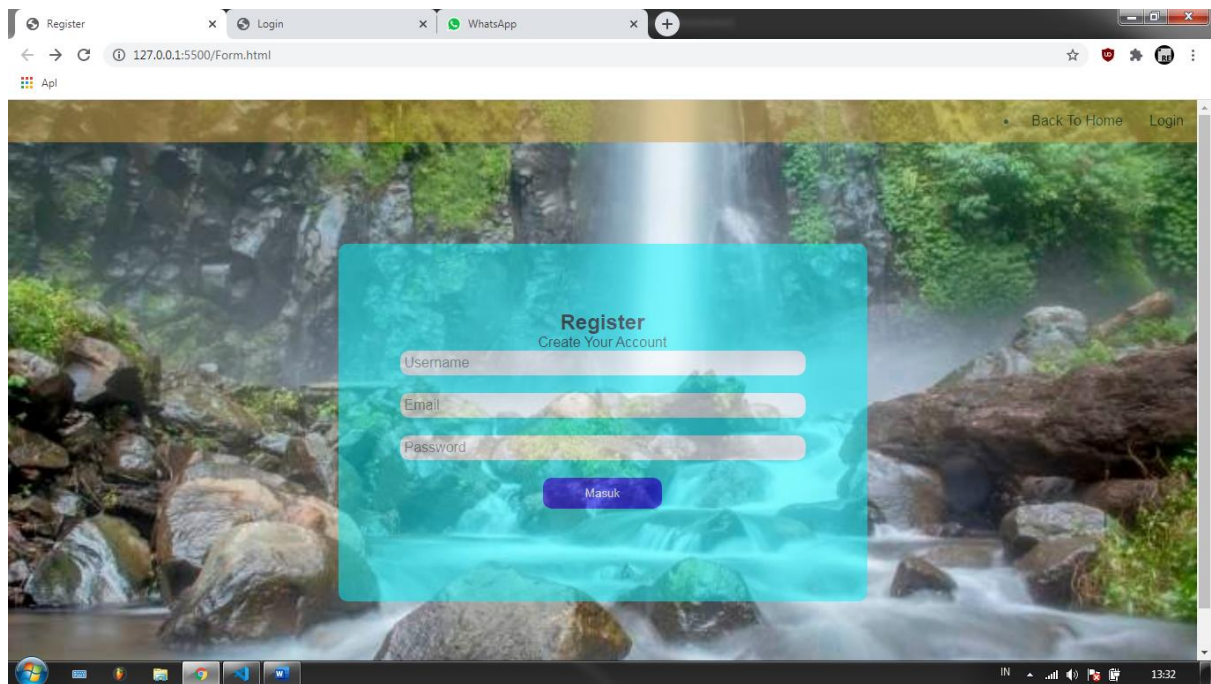 Register
Login
WhatsApp
127.0.0.1:5500/Form.html
Apl
Back To Home Login
Register
Create Your Account
Username
Email
Password
Masuk
IN 13:32